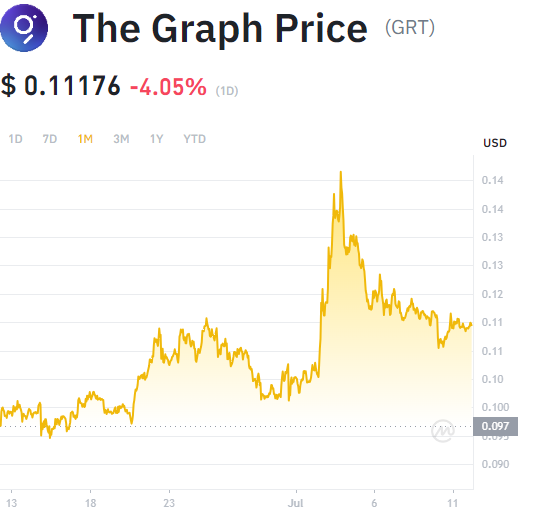 The Graph Price (GRT)
$ 0.11176 -4.05% (1D)
1D 7D 1M 3M 1Y YTD
USD
0.14
0.14
0.13
0.13
0.12
0.11
0.11
0.10
0.100
0.097
0.095
0.090
13 18 23 Jul 6 11